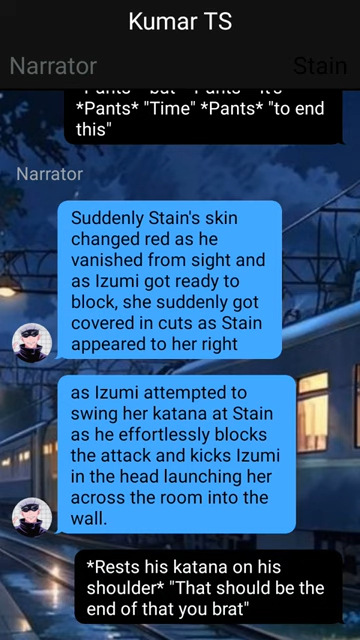 Kumar TS
Narrator
Stain
*Pants* "Time" *Pants* "to end
this"
Narrator
Suddenly Stain's skin
changed red as he
vanished from sight and
as Izumi got ready to
block, she suddenly got
covered in cuts as Stain
appeared to her right
as Izumi attempted to
swing her katana at Stain
as he effortlessly blocks
the attack and kicks Izumi
in the head launching her
across the room into the
wall.
*Rests his katana on his
shoulder* "That should be the
end of that you brat"